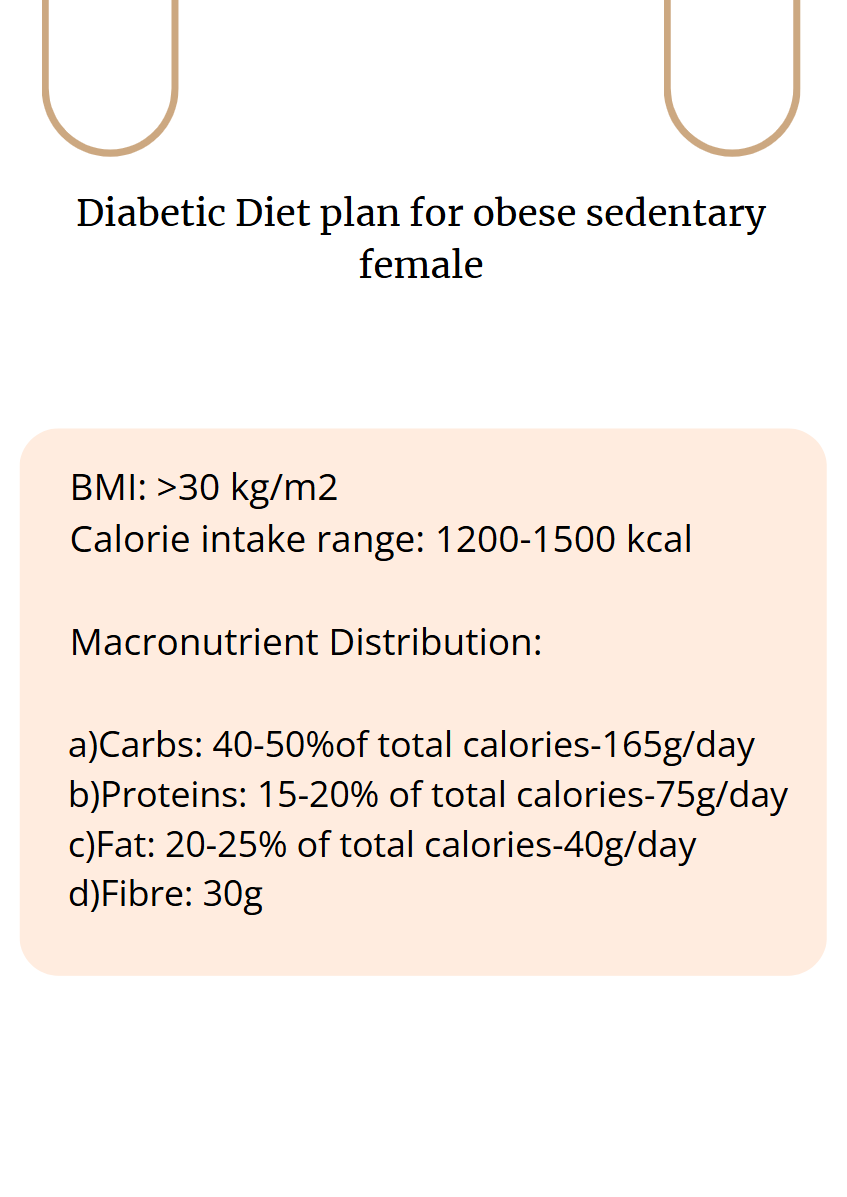 Diabetic Diet plan for obese sedentary
female
BMI: >30 kg/m2
Calorie intake range: 1200-1500 kcal
Macronutrient Distribution:
a)Carbs: 40-50%of total calories-165g/day
b)Proteins: 15-20% of total calories-75g/day
c)Fat: 20-25% of total calories-40g/day
d)Fibre: 30g